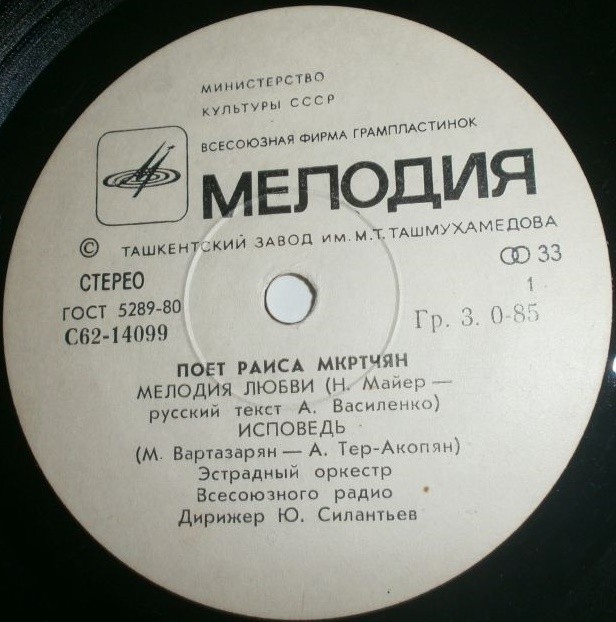 МИНИСТЕРСТВО
КУЛЬТУРЫ СССР
ВСЕСОЮЗНАЯ ФИРМА ГРАМПЛАСТИНОК
МЕЛОДИЯ
© ТАШКЕНТСКИЙ ЗАВОД ИМ. М.Т. ТАШМУХАМЕДОВА
СТЕРЕО
33
ГОСТ 5289-80
1
С62-14099
Гр. 3. 0-85
ПОЕТ РАИСА МКРТЧЯН
МЕЛОДИЯ ЛЮБВИ (Н. Майер —
русский текст А. Василенко)
ИСПОВЕДЬ
(М. Вартазарян — А. Тер-Акопян)
Эстрадный оркестр
Всесоюзного радио
Дирижер Ю. Силантьев